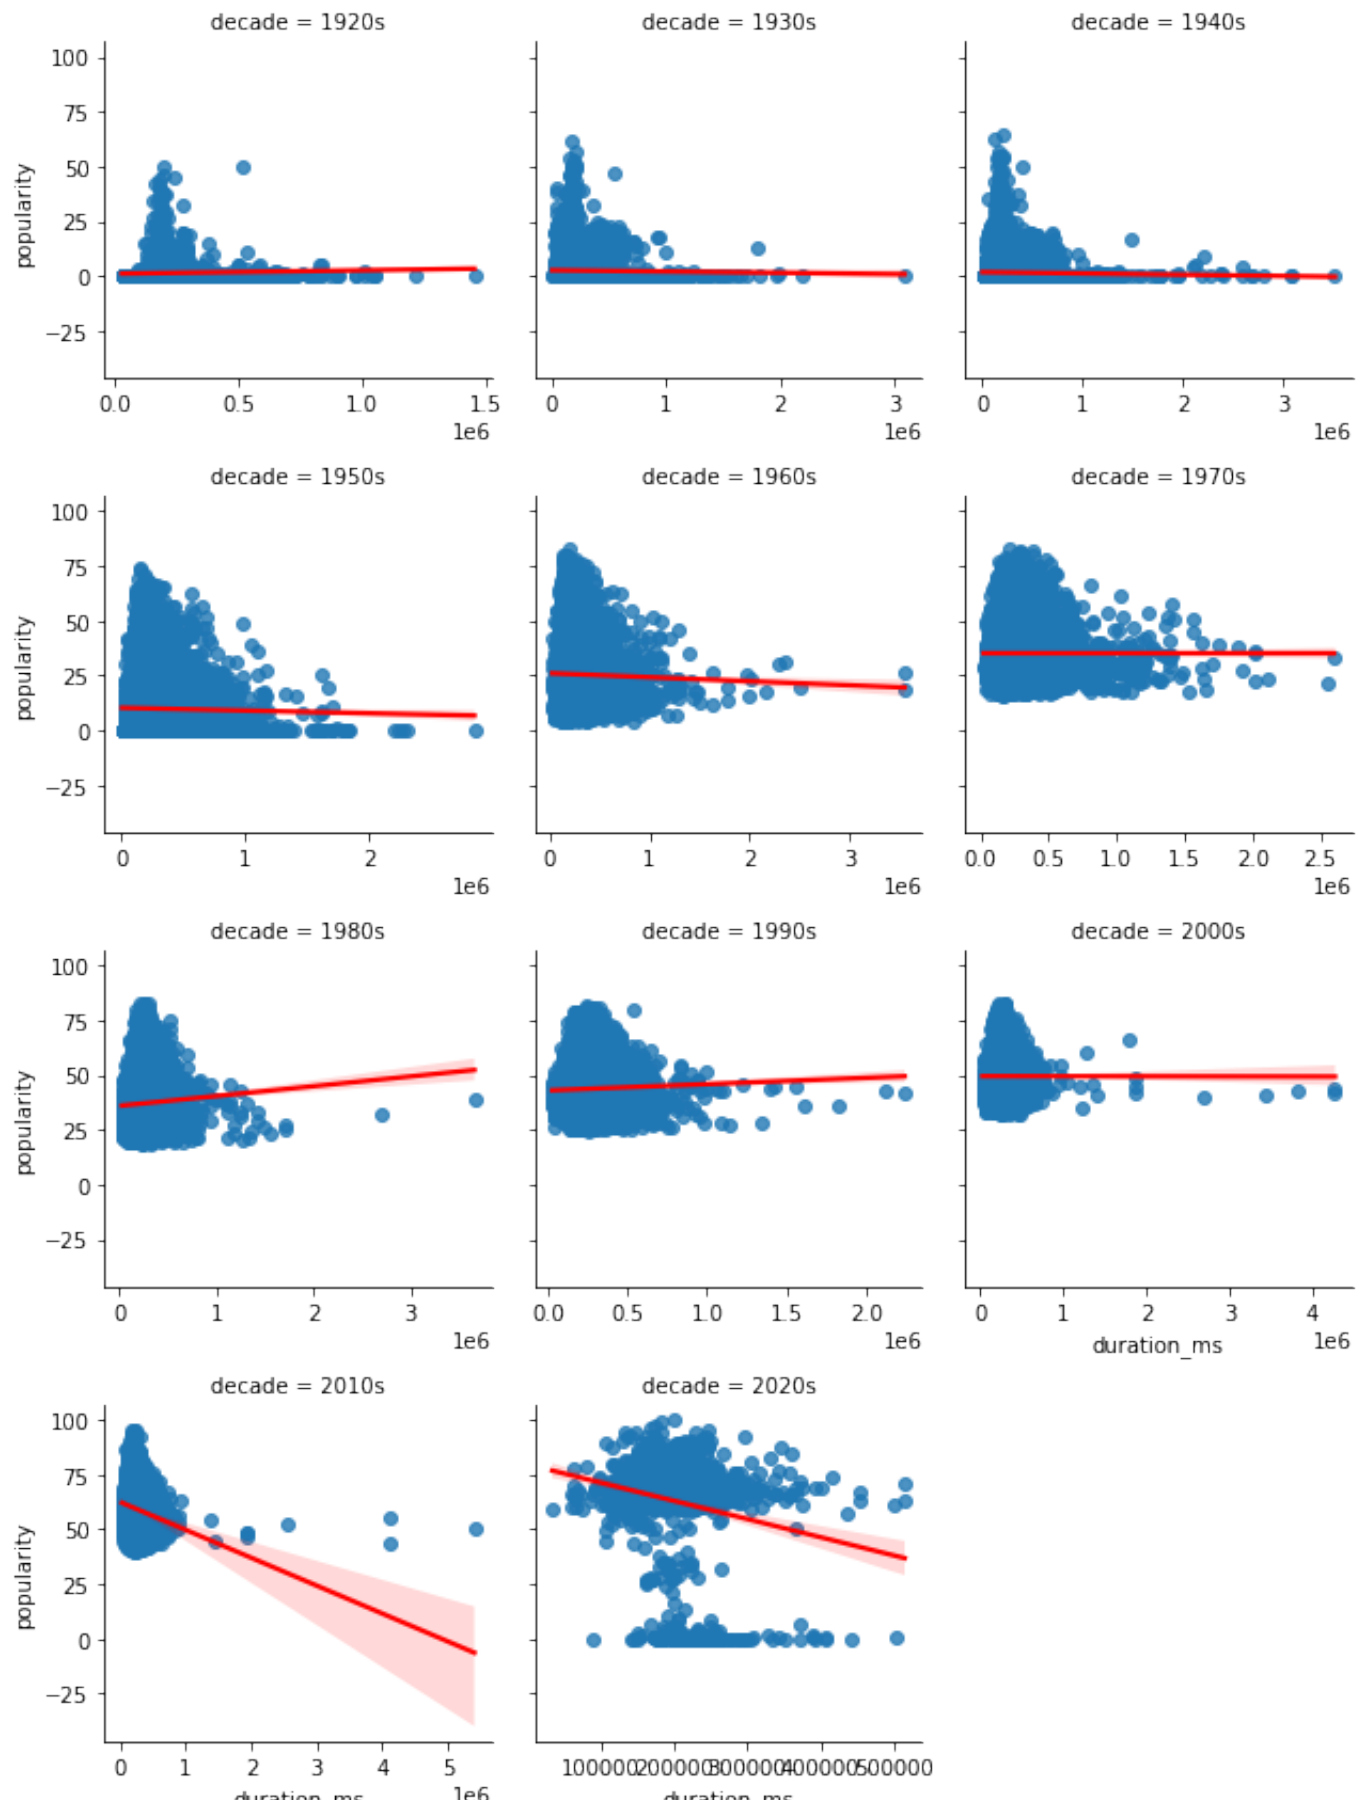 decade = 1920s
decade = 1930s
decade = 1940s
100
75
50
25
0
−25
popularity
0.0 0.5 1.0 1.5
1e6
0 1 2 3
1e6
0 1 2 3
1e6
decade = 1950s
decade = 1960s
decade = 1970s
100
75
50
25
0
−25
popularity
0 1 2
1e6
0 1 2 3
1e6
0.0 0.5 1.0 1.5 2.0 2.5
1e6
decade = 1980s
decade = 1990s
decade = 2000s
100
75
50
25
0
−25
popularity
0 1 2 3
1e6
0.0 0.5 1.0 1.5 2.0
1e6
0 1 2 3 4
duration_ms 1e6
decade = 2010s
decade = 2020s
100
75
50
25
0
−25
popularity
0 1 2 3 4 5
duration_ms 1e6
100000 200000 300000 400000 500000
duration_ms